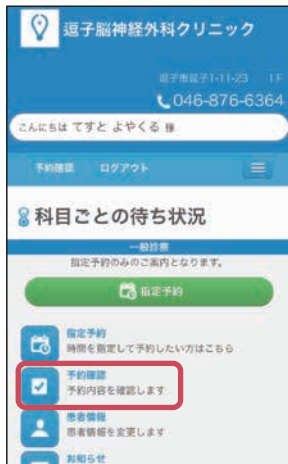 逗子脳神経外科クリニック
逗子市逗子1-11-23 1F
046-876-6364
こんにちは てすと よやくる 様
予約確認 ログアウト
科目ごとの待ち状況
一般診療
指定予約のみのご案内となります。
指定予約
指定予約
時間を指定して予約したい方はこちら
予約確認
予約内容を確認します
患者情報
患者情報を変更します
お知らせ